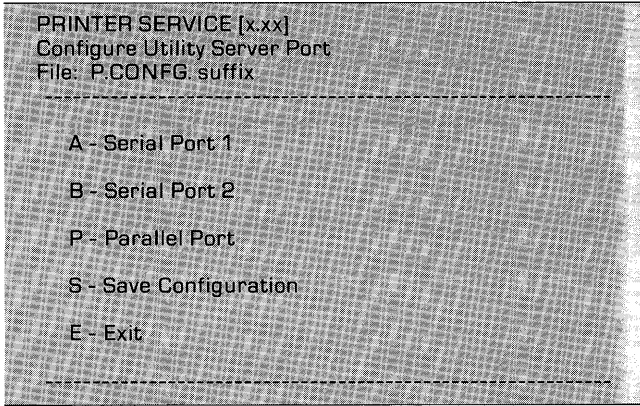 PRINTER SERVICE [x.xx]
Configure Utility Server Port
File: P.CONFG. suffix
A - Serial Port 1
B - Serial Port 2
P - Parallel Port
S - Save Configuration
E - Exit